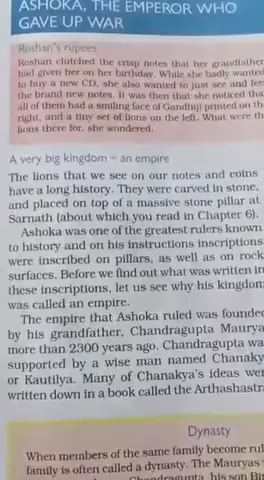 ASHOKA, THE EMPEROR WHO
GAVE UP WAR
Roshan's rupees
Roshan clutched the crisp notes that her grandfather
had given her on her birthday. While she badly wanted
to buy a new CD, she also wanted to just see and fee
the brand new notes. It was then that she noticed tha
all of them had a smiling face of Gandhiji printed on th
right, and a tiny set of lions on the left. What were th
lions there for, she wondered.
A very big kingdom = an empire
The lions that we see on our notes and coins
have a long history. They were carved in stone,
and placed on top of a massive stone pillar at
Sarnath (about which you read in Chapter 6).
Ashoka was one of the greatest rulers known
to history and on his instructions inscriptions
were inscribed on pillars, as well as on rock
surfaces. Before we find out what was written in
these inscriptions, let us see why his kingdom
was called an empire.
The empire that Ashoka ruled was founded
by his grandfather, Chandragupta Maurya
more than 2300 years ago. Chandragupta wa
supported by a wise man named Chanaky
or Kautilya. Many of Chanakya's ideas wer
written down in a book called the Arthashastra
Dynasty
When members of the same family become rul
family is often called a dynasty. The Mauryas
Chandragupta, his son Bin